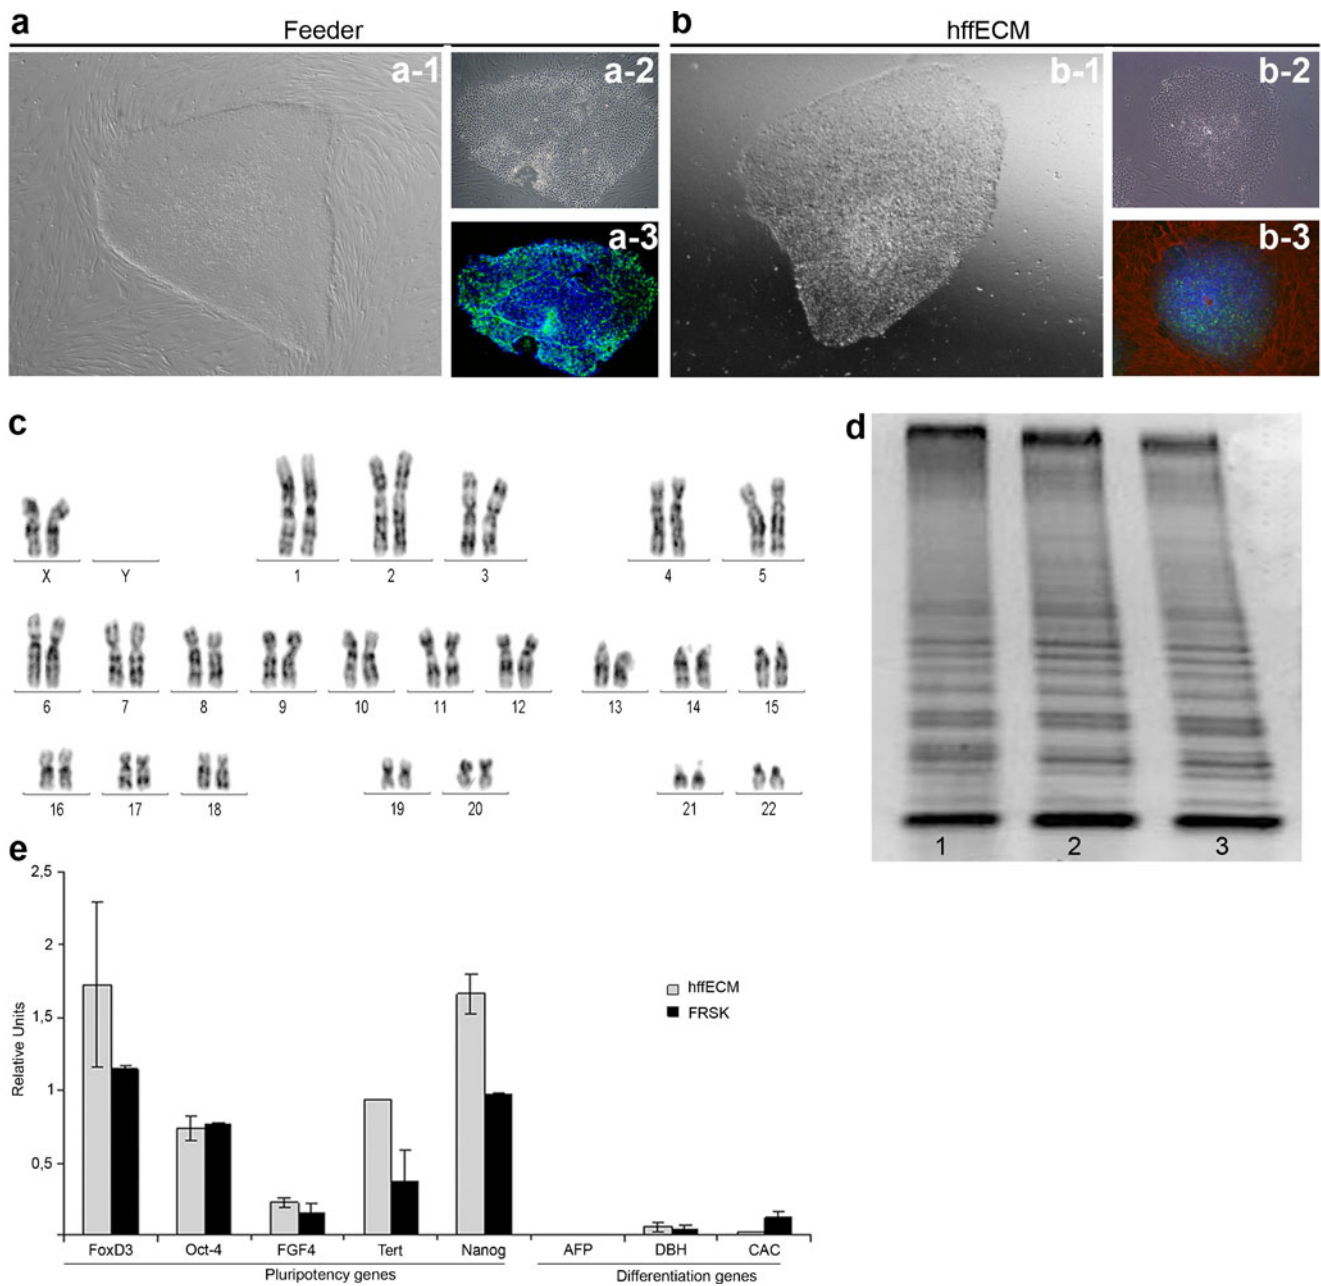 a
Feeder
b
hffECM
a-1
a-2
a-3
b-1
b-2
b-3
c
X Y 1 2 3 4 5
6 7 8 9 10 11 12 13 14 15
16 17 18 19 20 21 22
d
1 2 3
e
2,5
2
1,5
1
0,5
Relative Units
hffECM
FRSK
FoxD3 Oct-4 FGF4 Tert Nanog AFP DBH CAC
Pluripotency genes Differentiation genes